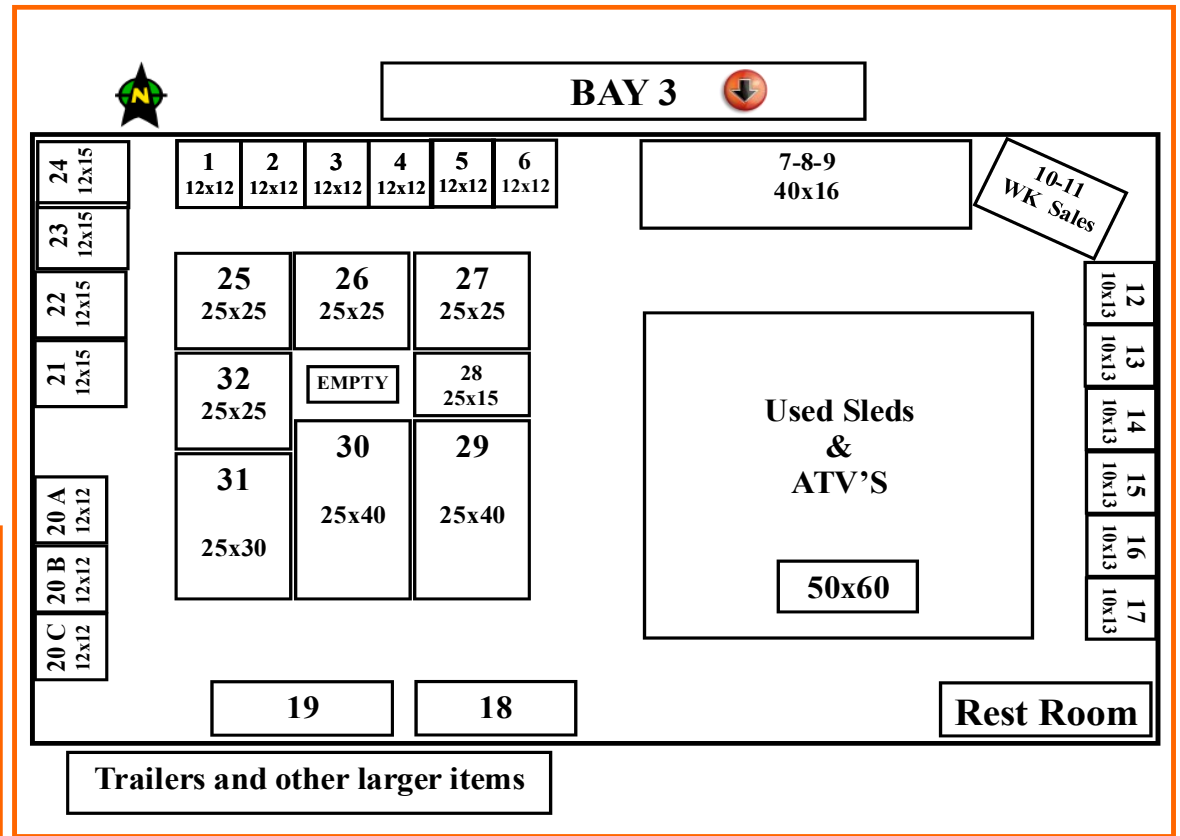 N
BAY 3
24
12x15
23
12x15
22
12x15
21
12x15
20 A
12x12
20 B
12x12
20 C
12x12
1
12x12
2
12x12
3
12x12
4
12x12
5
12x12
6
12x12
7-8-9
40x16
10-11
WK Sales
25
25x25
26
25x25
27
25x25
32
25x25
EMPTY
28
25x15
31
25x30
30
25x40
29
25x40
Used Sleds
&
ATV’S
50x60
12
10x13
13
10x13
14
10x13
15
10x13
16
10x13
17
10x13
19
18
Rest Room
Trailers and other larger items